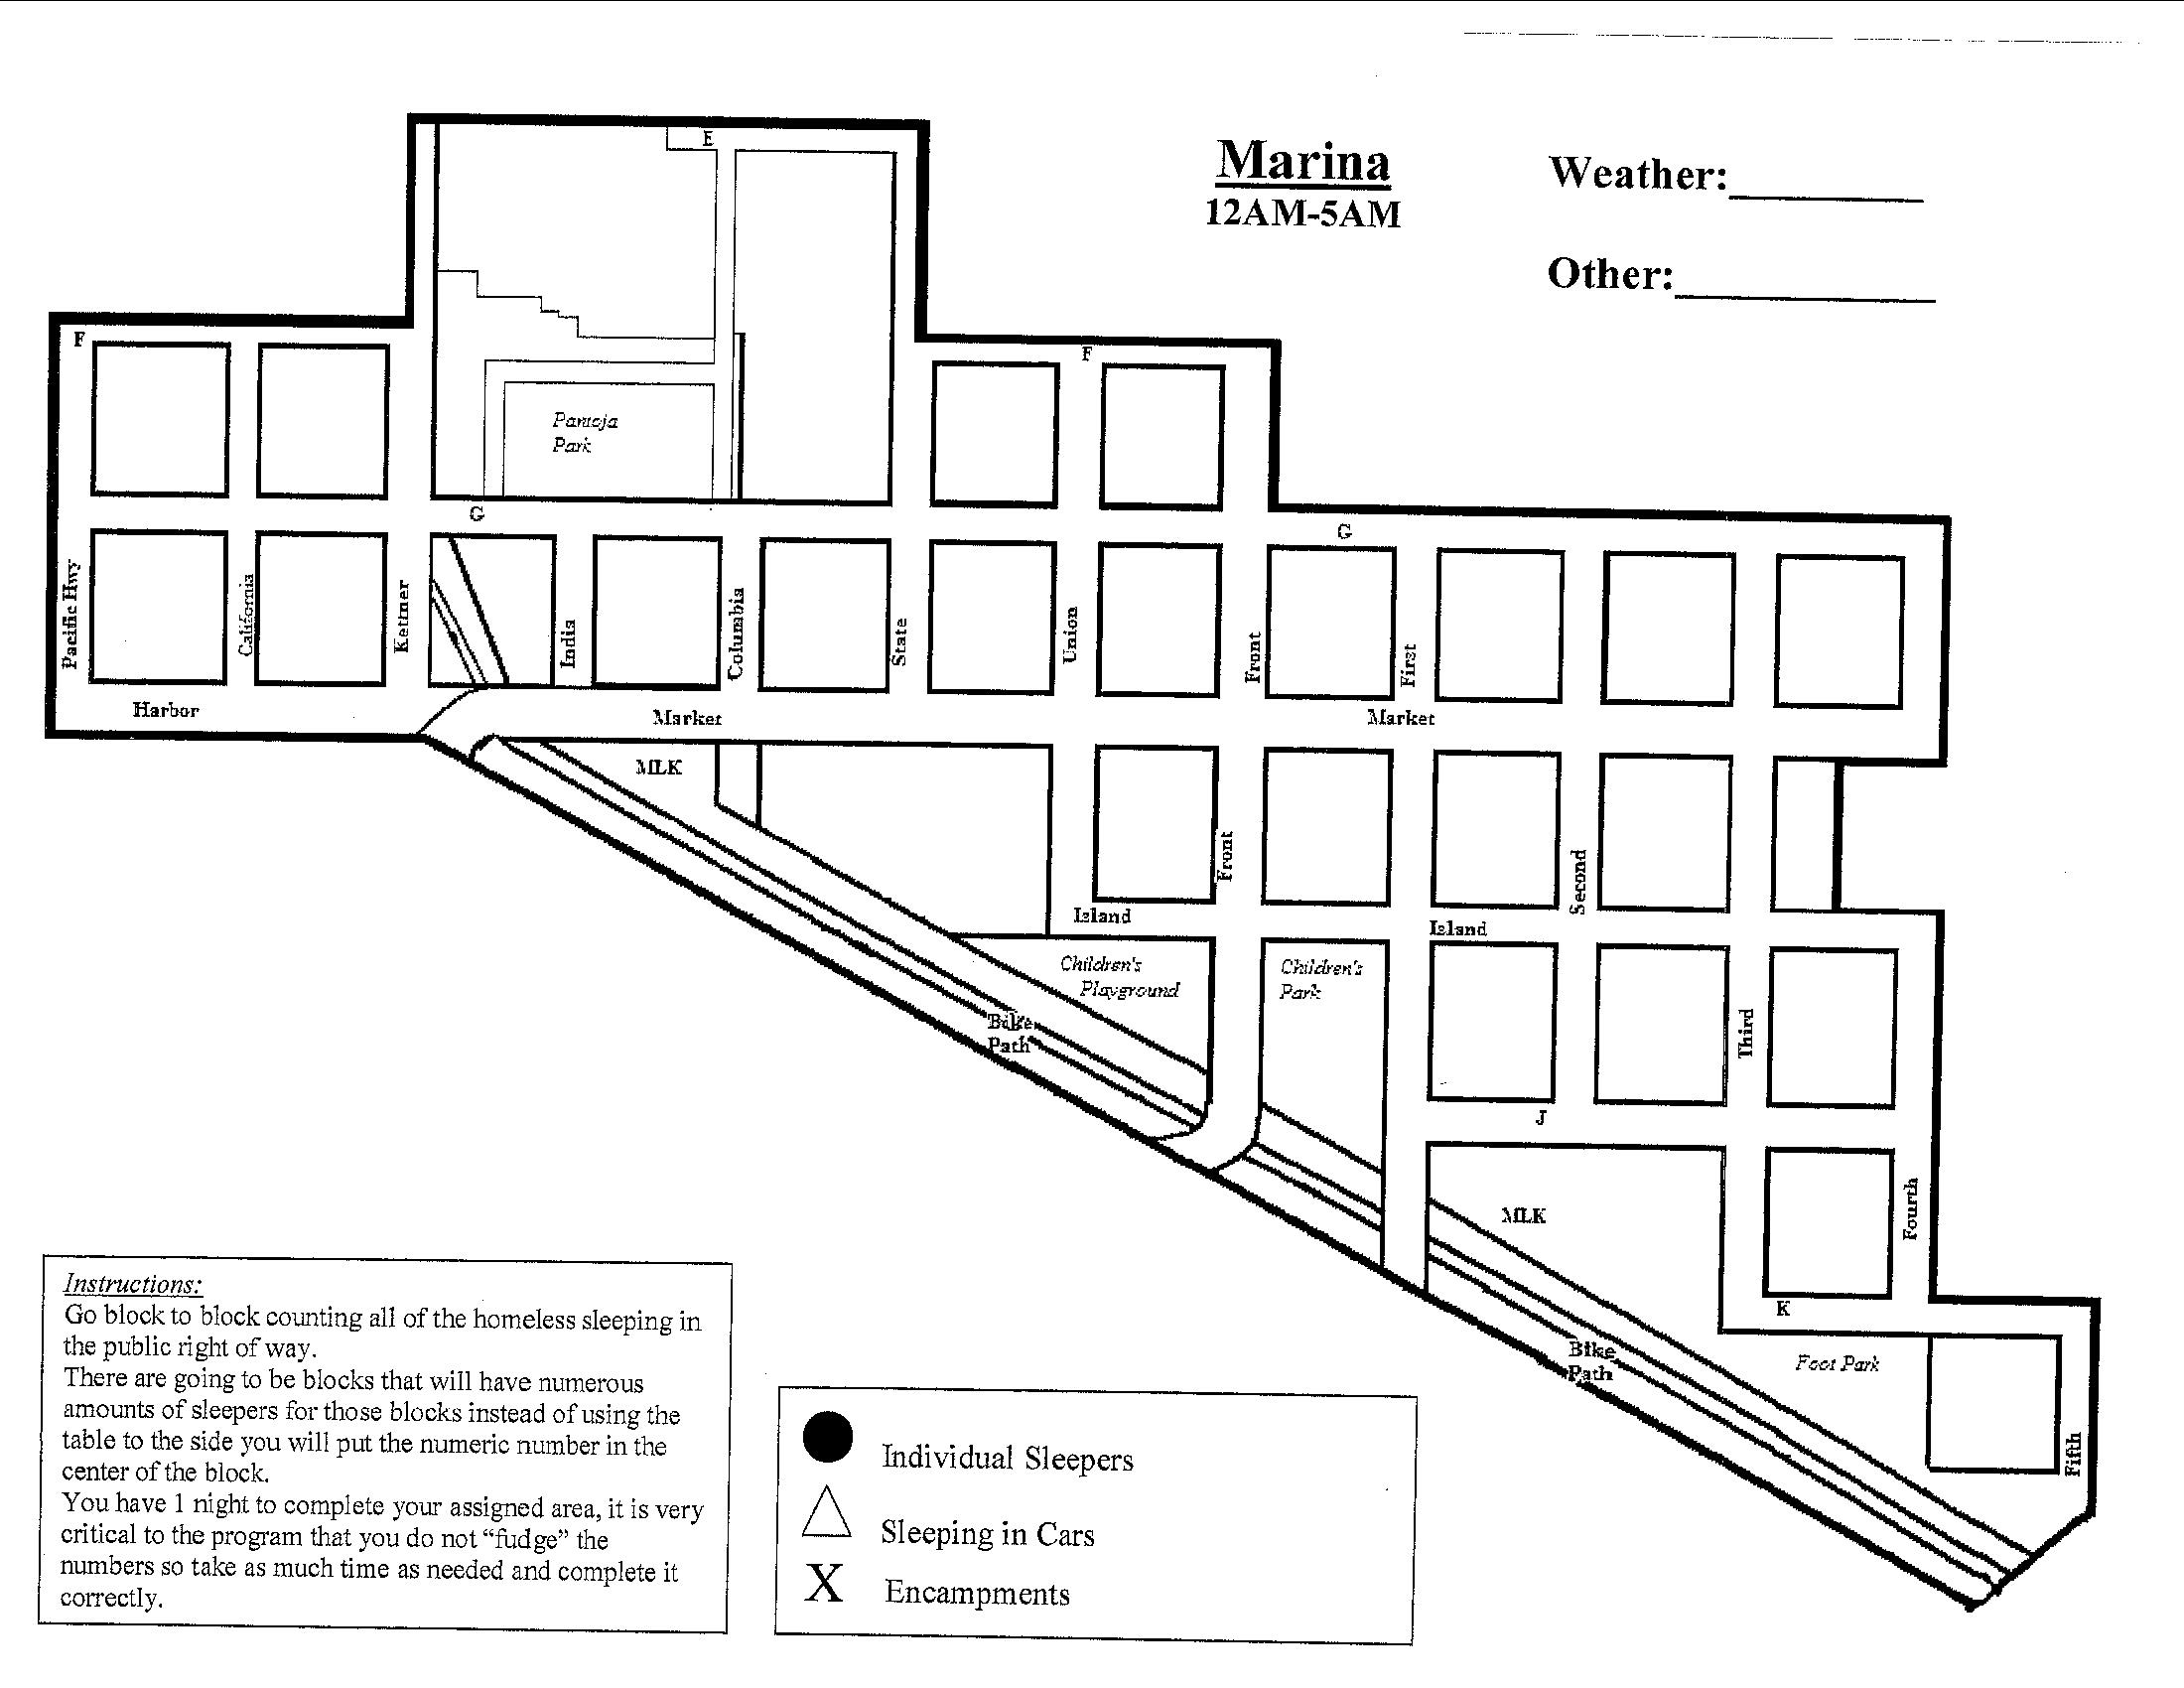 E
Marina
12AM-5AM
Weather:
Other:
F
F
Pantoja
Park
G
G
Pacific Hwy
California
Kettner
India
Columbia
State
Union
Front
First
Harbor
Market
Market
MLK
Front
Second
Island
Island
Children's
Playground
Children's
Park
Bike
Path
Third
J
MLK
Fourth
K
Bike
Path
Foot Park
Fifth
Instructions:
Go block to block counting all of the homeless sleeping in
the public right of way.
There are going to be blocks that will have numerous
amounts of sleepers for those blocks instead of using the
table to the side you will put the numeric number in the
center of the block.
You have 1 night to complete your assigned area, it is very
critical to the program that you do not “fudge” the
numbers so take as much time as needed and complete it
correctly.
Individual Sleepers
Sleeping in Cars
X Encampments